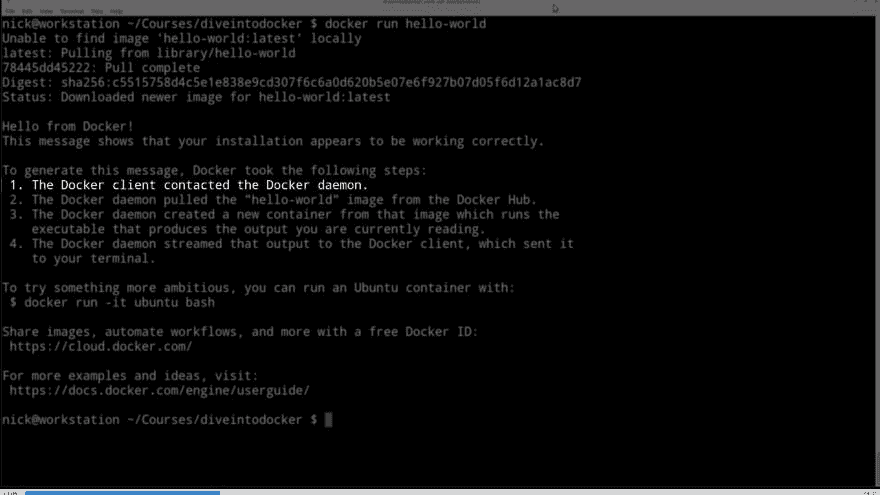 File Edit View Terminal Tabs Help
nick@workstation ~/Courses/diveintodocker $ docker run hello-world
Unable to find image 'hello-world:latest' locally
latest: Pulling from library/hello-world
78445dd45222: Pull complete
Digest: sha256:c5515758d4c5e1e838e9cd307f6c6a0d620b5e07e6f927b07d05f6d12a1ac8d7
Status: Downloaded newer image for hello-world:latest
Hello from Docker!
This message shows that your installation appears to be working correctly.
To generate this message, Docker took the following steps:
1. The Docker client contacted the Docker daemon.
2. The Docker daemon pulled the "hello-world" image from the Docker Hub.
3. The Docker daemon created a new container from that image which runs the
executable that produces the output you are currently reading.
4. The Docker daemon streamed that output to the Docker client, which sent it
to your terminal.
To try something more ambitious, you can run an Ubuntu container with:
$ docker run -it ubuntu bash
Share images, automate workflows, and more with a free Docker ID:
https://cloud.docker.com/
For more examples and ideas, visit:
https://docs.docker.com/engine/userguide/
nick@workstation ~/Courses/diveintodocker $